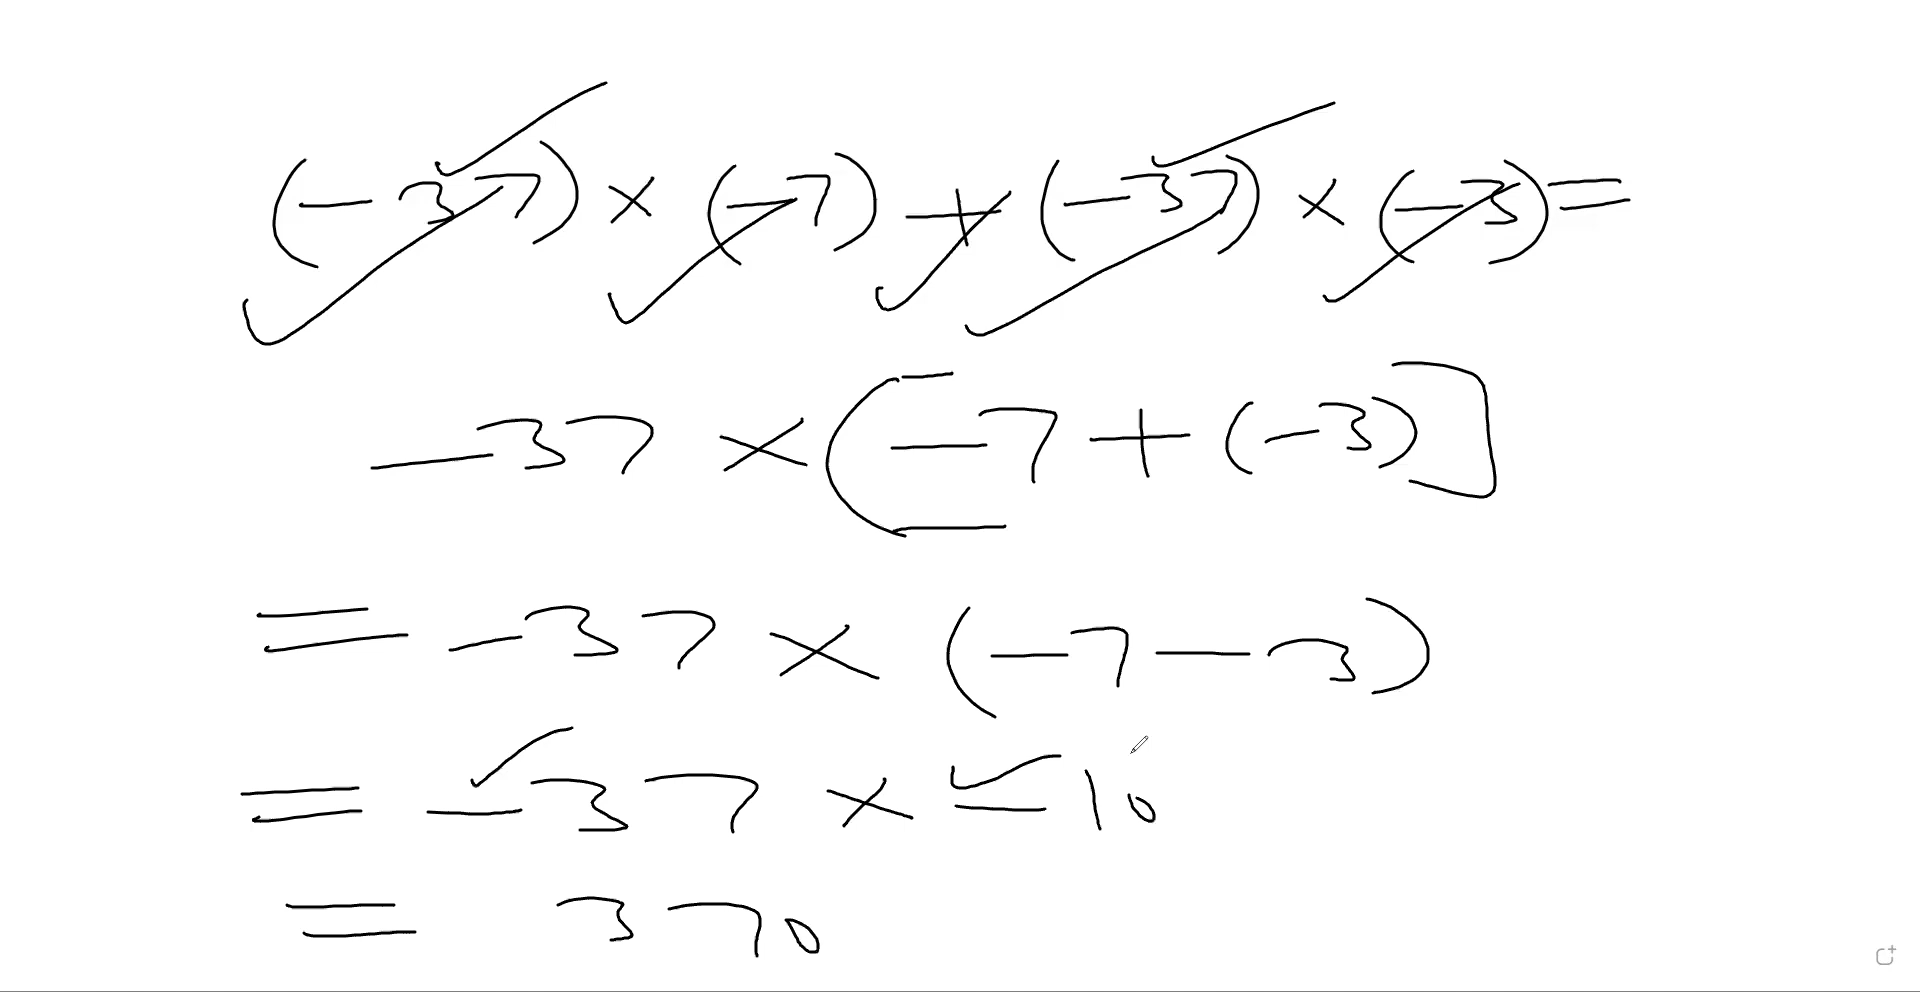 (-37) × (-7) + (-37) × (-3) =
-37 × [-7 + (-3)]
= -37 × (-7 - 3)
= -37 × -10
= 370